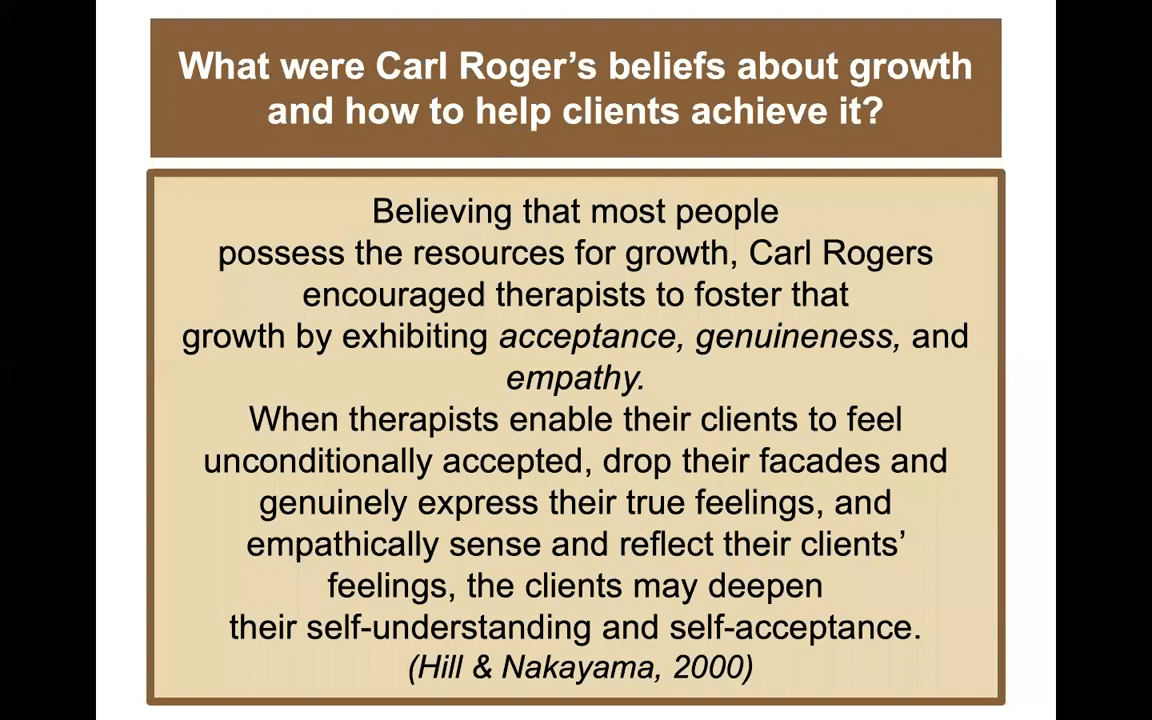 What were Carl Roger’s beliefs about growth
and how to help clients achieve it?
Believing that most people
possess the resources for growth, Carl Rogers
encouraged therapists to foster that
growth by exhibiting acceptance, genuineness, and
empathy.
When therapists enable their clients to feel
unconditionally accepted, drop their facades and
genuinely express their true feelings, and
empathically sense and reflect their clients’
feelings, the clients may deepen
their self-understanding and self-acceptance.
(Hill & Nakayama, 2000)